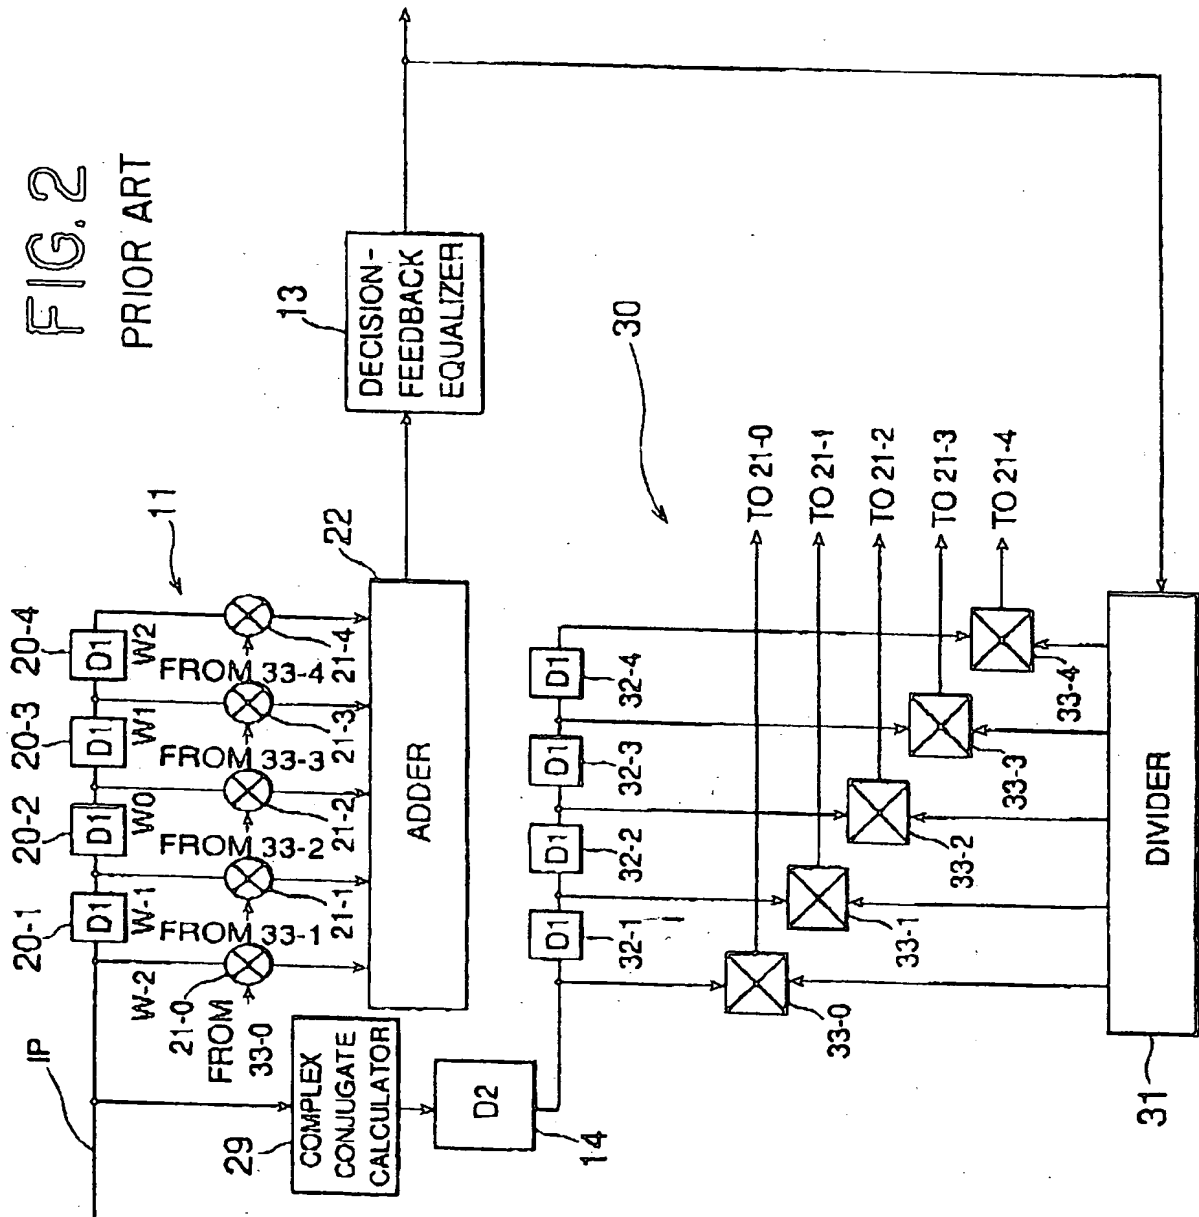 FIG. 2
PRIOR ART
IP
20-1
20-2
20-3
20-4
11
D1
D1
D1
D1
W-2
W-1
W0
W1
W2
21-0
FROM
33-0
FROM 33-1
FROM 33-2
FROM 33-3
FROM 33-4
21-1
21-2
21-3
21-4
22
ADDER
13
DECISION-
FEEDBACK
EQUALIZER
29
COMPLEX
CONJUGATE
CALCULATOR
D2
14
30
D1
D1
D1
D1
32-1
32-2
32-3
32-4
TO 21-0
TO 21-1
TO 21-2
TO 21-3
TO 21-4
33-0
33-1
33-2
33-3
33-4
DIVIDER
31